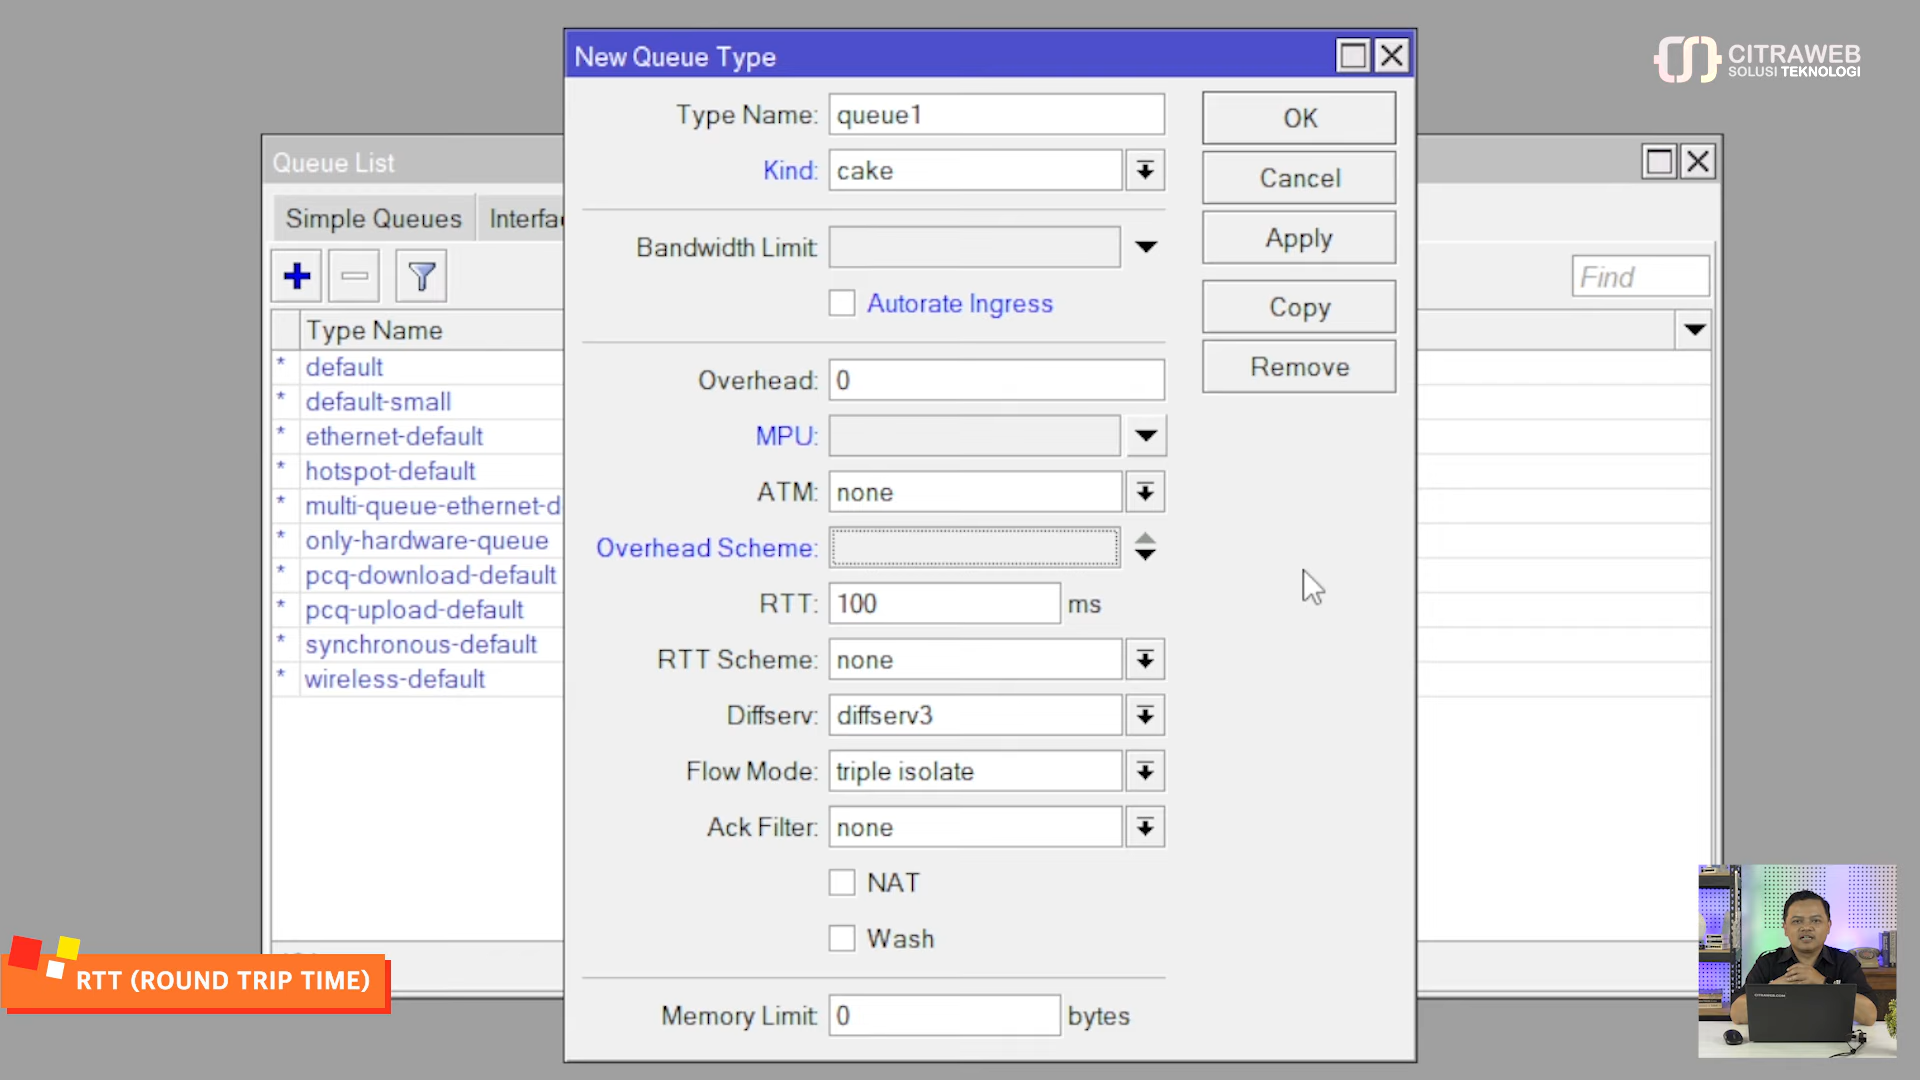 New Queue Type
CITRAWEB
SOLUSI TEKNOLOGI
Type Name: queue1
OK
Kind: cake
Cancel
Queue List
Simple Queues
Interfa
Bandwidth Limit:
Apply
Autorate Ingress
Copy
Find
Type Name
Overhead: 0
Remove
* default
* default-small
* ethernet-default
* hotspot-default
* multi-queue-ethernet-d
* only-hardware-queue
* pcq-download-default
* pcq-upload-default
* synchronous-default
* wireless-default
MPU:
ATM: none
Overhead Scheme:
RTT: 100 ms
RTT Scheme: none
Diffserv: diffserv3
Flow Mode: triple isolate
Ack Filter: none
NAT
Wash
Memory Limit: 0 bytes
RTT (ROUND TRIP TIME)